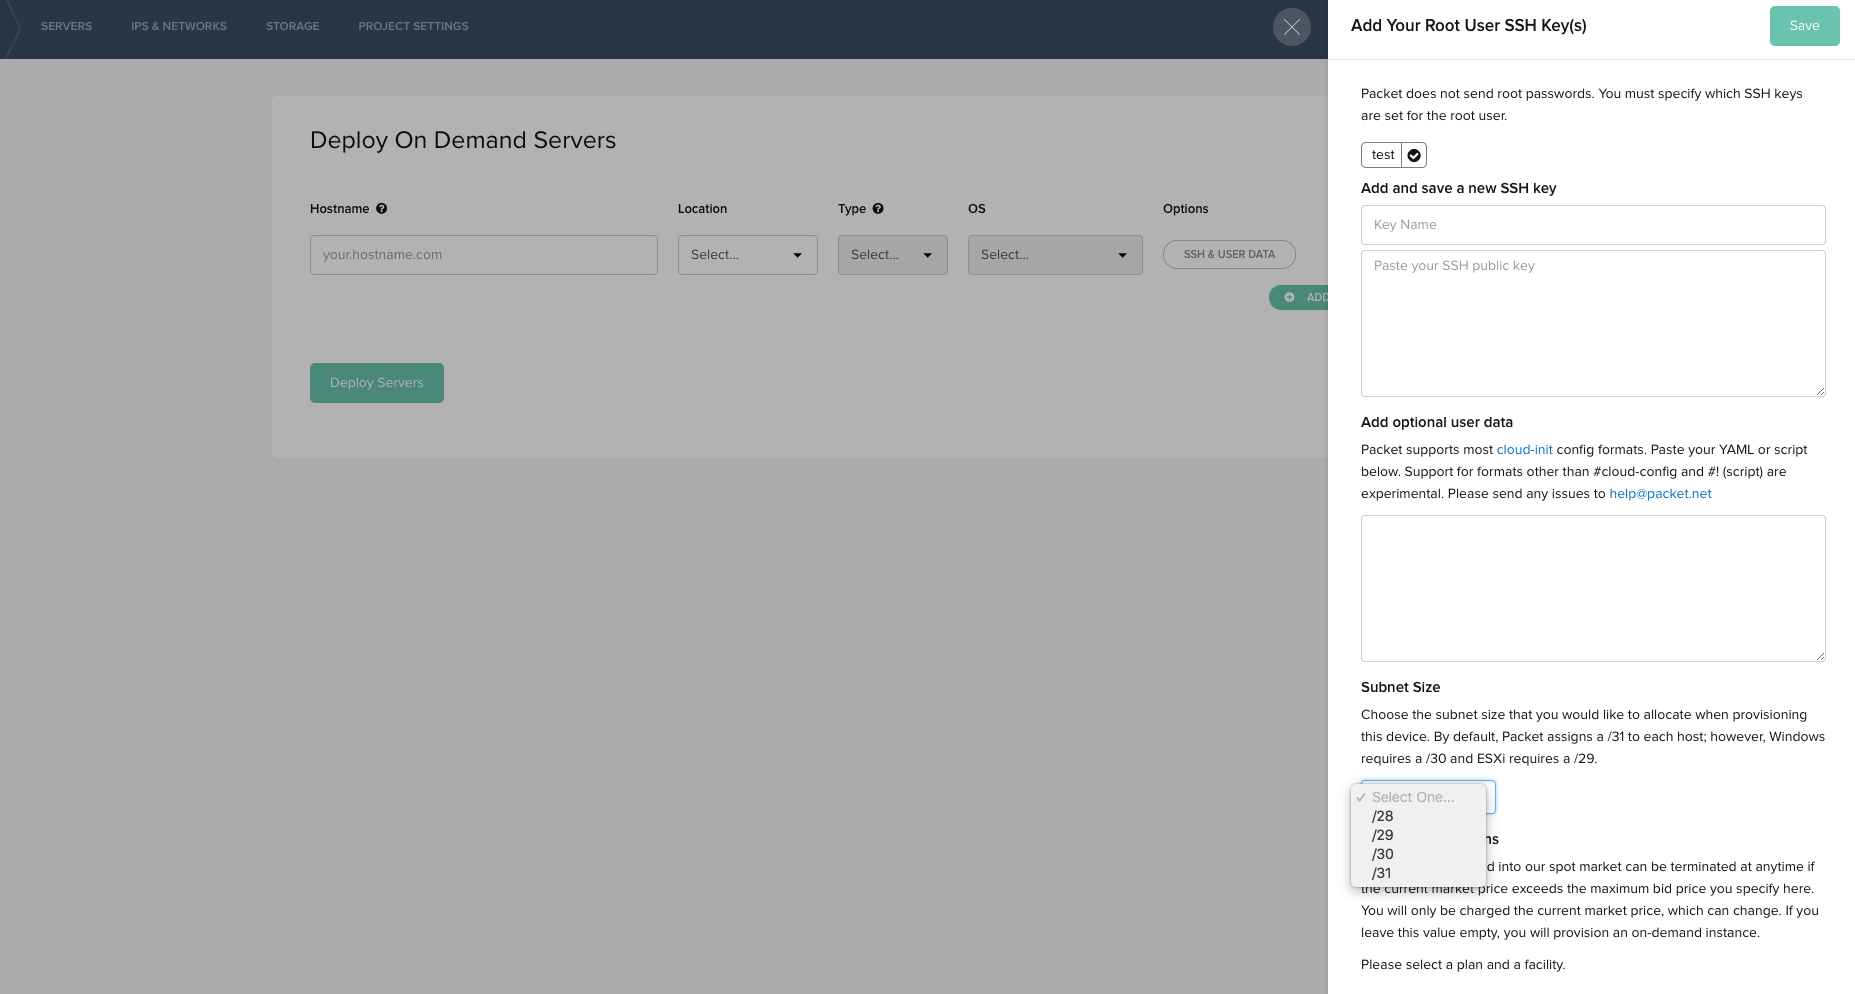 SERVERS
IPS & NETWORKS
STORAGE
PROJECT SETTINGS
Deploy On Demand Servers
Hostname
Location
Type
OS
Options
your.hostname.com
Select...
Select...
Select...
SSH & USER DATA
ADD
Deploy Servers
Add Your Root User SSH Key(s)
Save
Packet does not send root passwords. You must specify which SSH keys
are set for the root user.
test
Add and save a new SSH key
Key Name
Paste your SSH public key
Add optional user data
Packet supports most cloud-init config formats. Paste your YAML or script
below. Support for formats other than #cloud-config and #! (script) are
experimental. Please send any issues to help@packet.net
Subnet Size
Choose the subnet size that you would like to allocate when provisioning
this device. By default, Packet assigns a /31 to each host; however, Windows
requires a /30 and ESXi requires a /29.
Select One...
/28
/29
/30
/31
into our spot market can be terminated at anytime if
the current market price exceeds the maximum bid price you specify here.
You will only be charged the current market price, which can change. If you
leave this value empty, you will provision an on-demand instance.
Please select a plan and a facility.